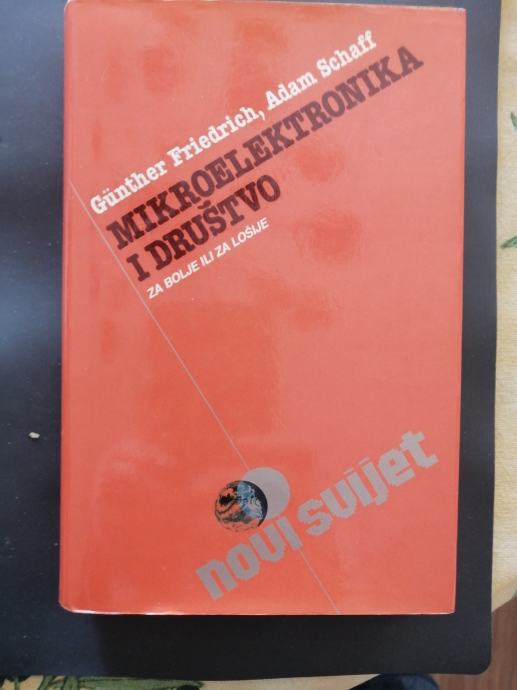 Günther Friedrich, Adam Schaff
MIKROELEKTRONIKA
I DRUŠTVO
ZA BOLJE ILI ZA LOŠIJE
novi svijet